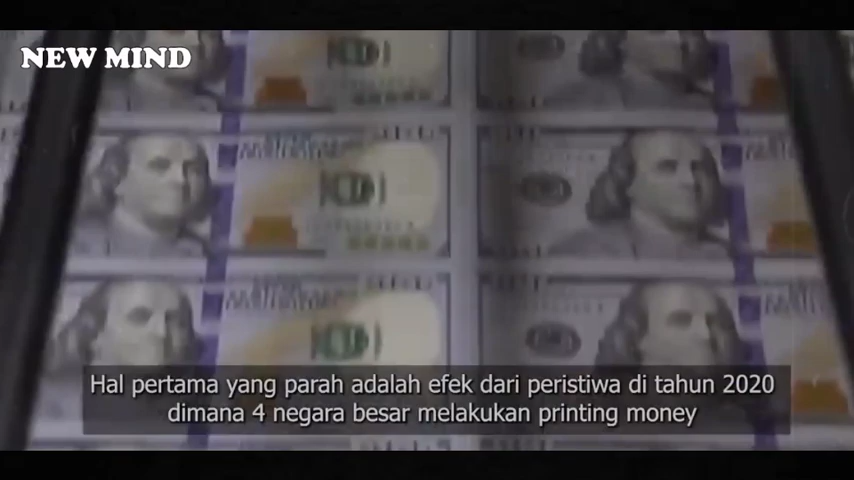 NEW MIND
Hal pertama yang parah adalah efek dari peristiwa di tahun 2020
dimana 4 negara besar melakukan printing money